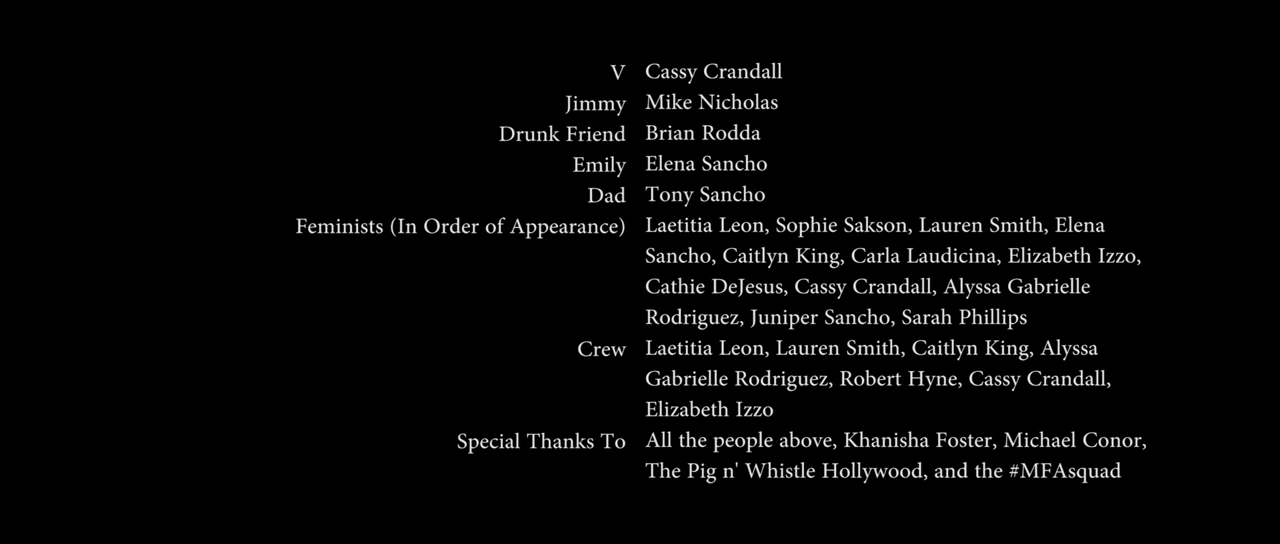 V Cassy Crandall
Jimmy Mike Nicholas
Drunk Friend Brian Rodda
Emily Elena Sancho
Dad Tony Sancho
Feminists (In Order of Appearance) Laetitia Leon, Sophie Sakson, Lauren Smith, Elena
Sancho, Caitlyn King, Carla Laudicina, Elizabeth Izzo,
Cathie DeJesus, Cassy Crandall, Alyssa Gabrielle
Rodriguez, Juniper Sancho, Sarah Phillips
Crew Laetitia Leon, Lauren Smith, Caitlyn King, Alyssa
Gabrielle Rodriguez, Robert Hyne, Cassy Crandall,
Elizabeth Izzo
Special Thanks To All the people above, Khanisha Foster, Michael Conor,
The Pig n' Whistle Hollywood, and the #MFAsquad